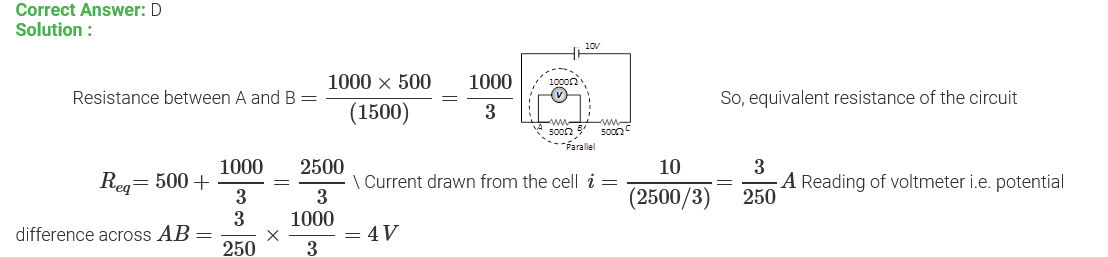 Correct Answer: D
Solution :
10V
1000Ω
V
Resistance between A and B = \frac{1000 × 500}{(1500)} = \frac{1000}{3} So, equivalent resistance of the circuit
A 500Ω B 500Ω C
Parallel
R_{eq} = 500 + \frac{1000}{3} = \frac{2500}{3} \ Current drawn from the cell i = \frac{10}{(2500/3)} = \frac{3}{250} A Reading of voltmeter i.e. potential
difference across AB = \frac{3}{250} × \frac{1000}{3} = 4 V